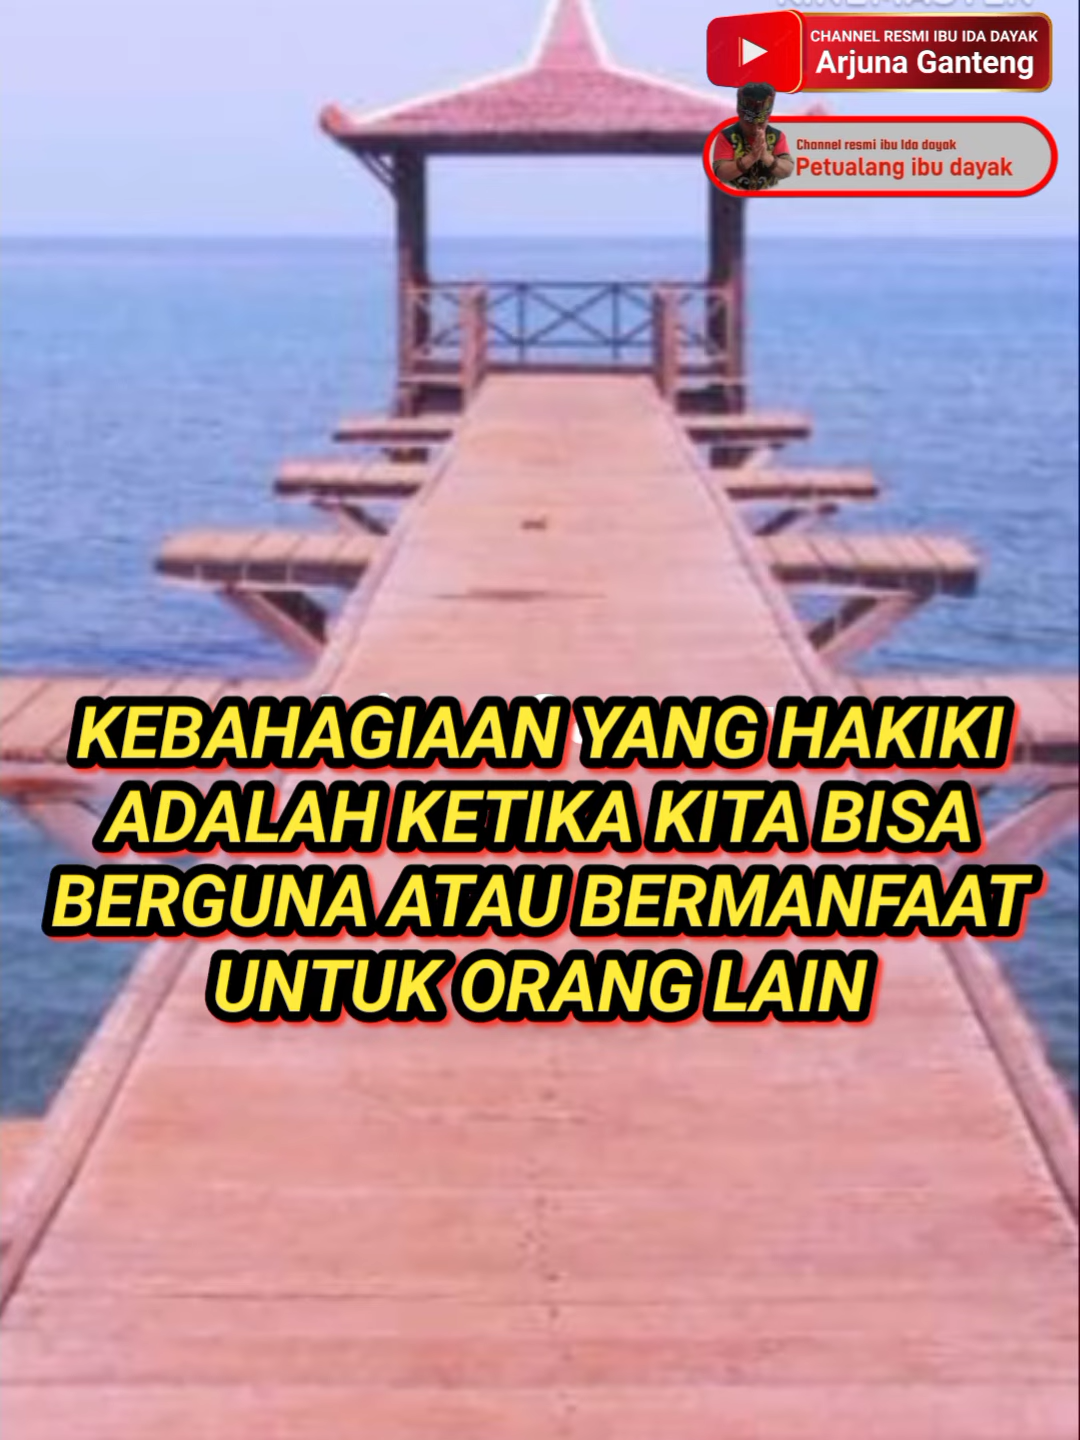 KINEMASTER
CHANNEL RESMI IBU IDA DAYAK
Arjuna Ganteng
Channel resmi ibu Ida dayak
Petualang ibu dayak
KEBAHAGIAAN YANG HAKIKI
ADALAH KETIKA KITA BISA
BERGUNA ATAU BERMANFAAT
UNTUK ORANG LAIN